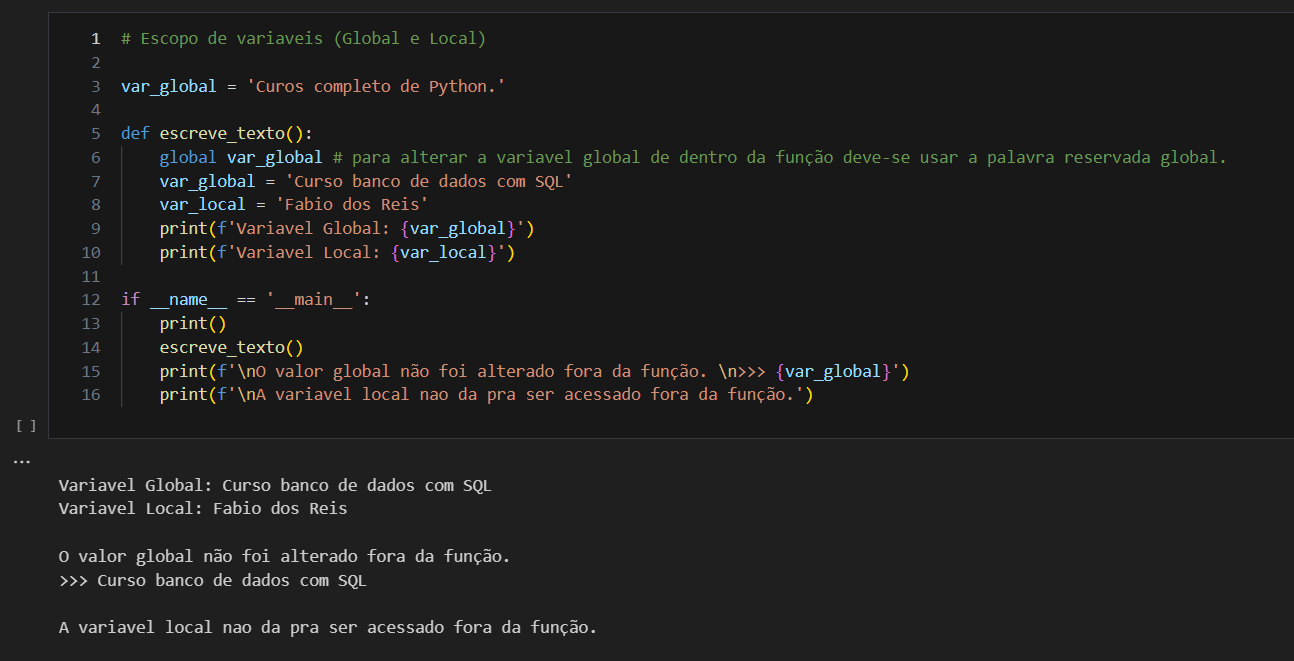 1 # Escopo de variaveis (Global e Local)
2
3 var_global = 'Curos completo de Python.'
4
5 def escreve_texto():
6     global var_global # para alterar a variavel global de dentro da função deve-se usar a palavra reservada global.
7     var_global = 'Curso banco de dados com SQL'
8     var_local = 'Fabio dos Reis'
9     print(f'Variavel Global: {var_global}')
10     print(f'Variavel Local: {var_local}')
11
12 if __name__ == '__main__':
13     print()
14     escreve_texto()
15     print(f'\nO valor global não foi alterado fora da função. \n>>> {var_global}')
16     print(f'\nA variavel local nao da pra ser acessado fora da função.')
[ ]
...
Variavel Global: Curso banco de dados com SQL
Variavel Local: Fabio dos Reis
O valor global não foi alterado fora da função.
>>> Curso banco de dados com SQL
A variavel local nao da pra ser acessado fora da função.